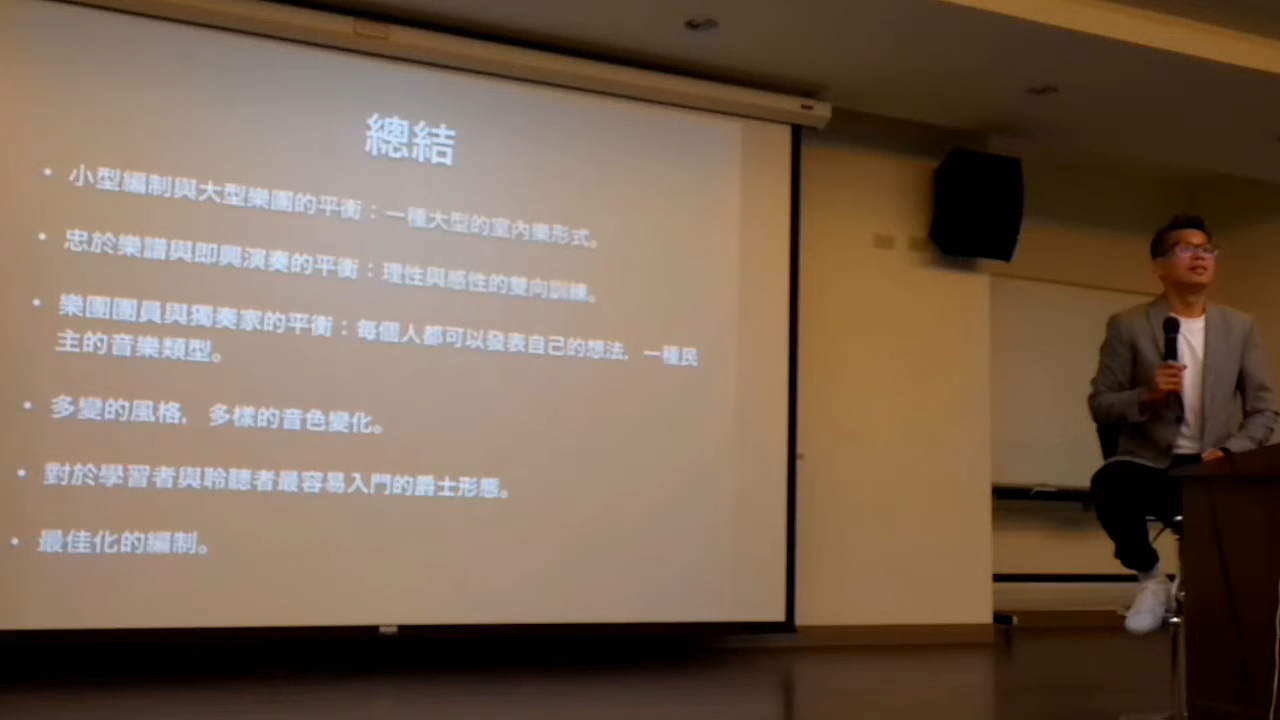 總結
• 小型編制與大型樂團的平衡：一種大型的室內樂形式。
• 忠於樂譜與即興演奏的平衡：理性與感性的雙向訓練。
• 樂團團員與獨奏家的平衡：每個人都可以發表自己的想法，一種民
主的音樂類型。
• 多變的風格，多樣的音色變化。
• 對於學習者與聆聽者最容易入門的爵士形態。
• 最佳化的編制。